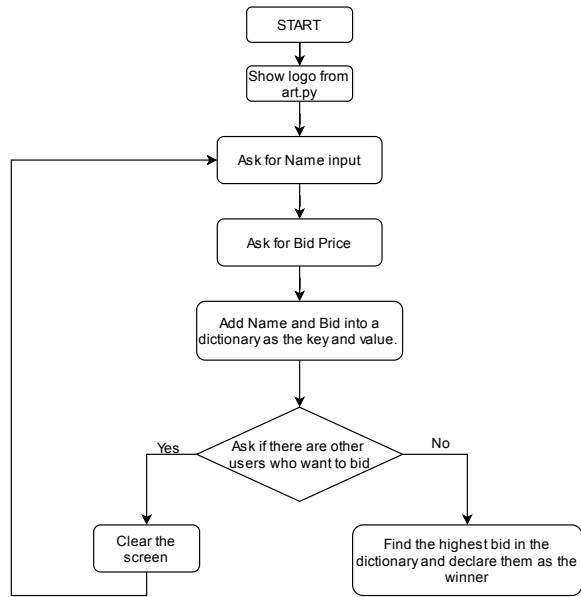 START
Show logo from
art.py
Ask for Name input
Ask for Bid Price
Add Name and Bid into a
dictionary as the key and value.
Ask if there are other
users who want to bid
Yes
No
Clear the
screen
Find the highest bid in the
dictionary and declare them as the
winner